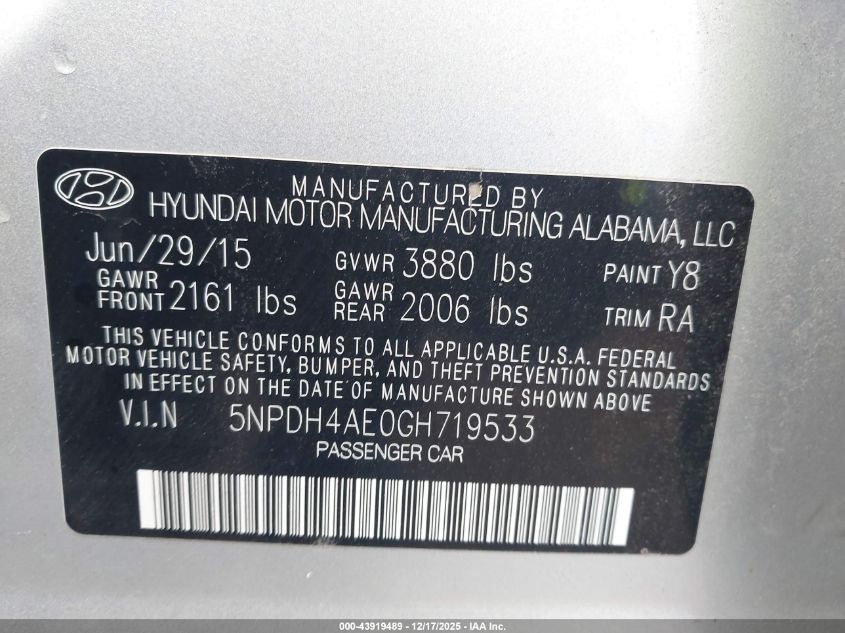 MANUFACTURED BY
HYUNDAI MOTOR MANUFACTURING ALABAMA, LLC
Jun/29/15 GVWR 3880 lbs PAINT Y8
GAWR FRONT 2161 lbs GAWR REAR 2006 lbs TRIM RA
THIS VEHICLE CONFORMS TO ALL APPLICABLE U.S.A. FEDERAL
MOTOR VEHICLE SAFETY, BUMPER, AND THEFT PREVENTION STANDARDS
IN EFFECT ON THE DATE OF MANUFACTURE SHOWN ABOVE
V.I.N 5NPDH4AE0GH719533
PASSENGER CAR
000-43919489 - 12/17/2025 - IAA Inc.